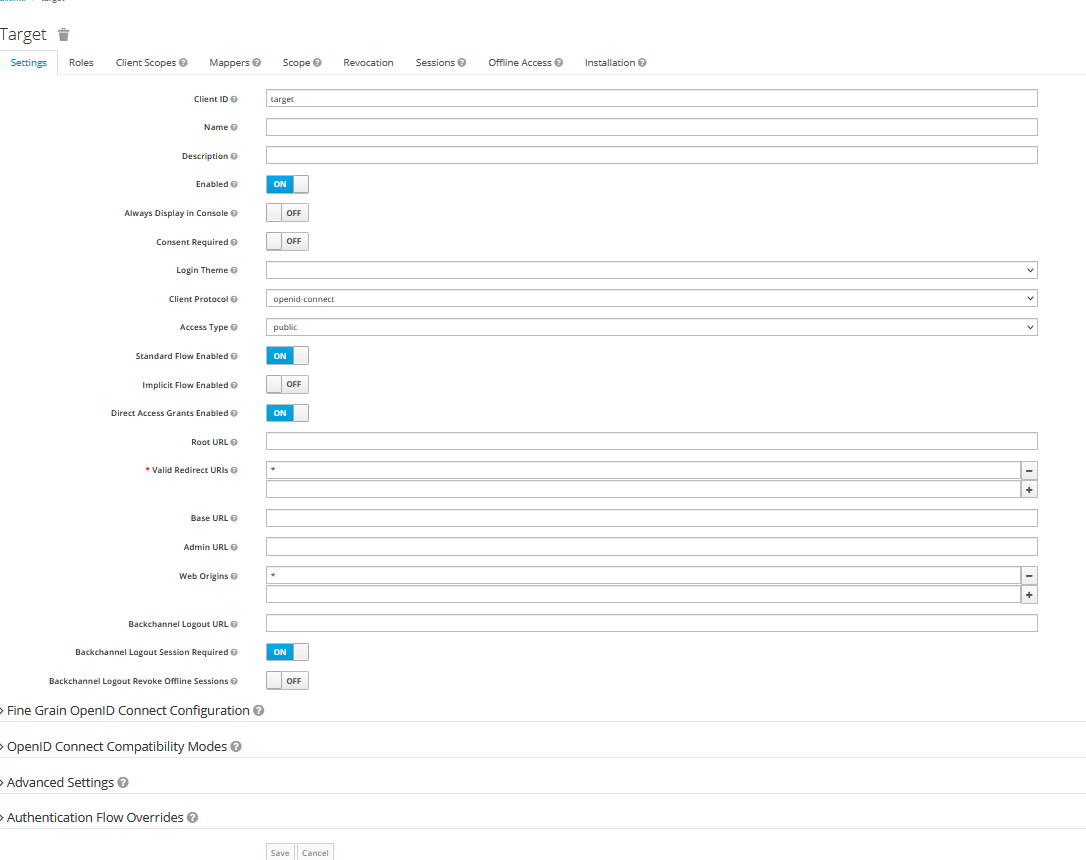 Target
Settings Roles Client Scopes Mappers Scope Revocation Sessions Offline Access Installation
Client ID target
Name
Description
Enabled ON
Always Display in Console OFF
Consent Required OFF
Login Theme
Client Protocol openid-connect
Access Type public
Standard Flow Enabled ON
Implicit Flow Enabled OFF
Direct Access Grants Enabled ON
Root URL
* Valid Redirect URIs *
Base URL
Admin URL
Web Origins *
Backchannel Logout URL
Backchannel Logout Session Required ON
Backchannel Logout Revoke Offline Sessions OFF
Fine Grain OpenID Connect Configuration
OpenID Connect Compatibility Modes
Advanced Settings
Authentication Flow Overrides
Save Cancel